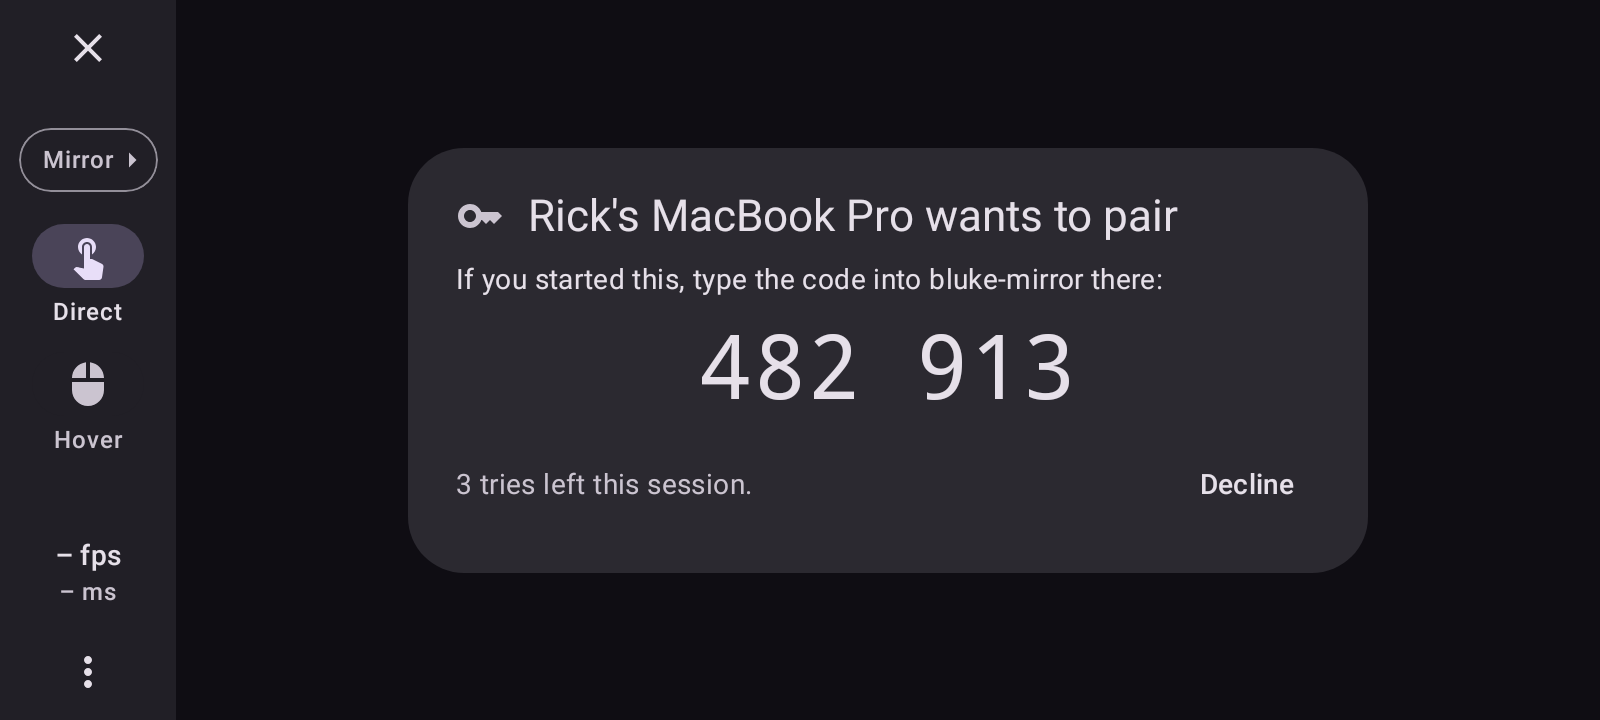 Mirror
Direct
Hover
– fps
– ms
Rick's MacBook Pro wants to pair
If you started this, type the code into bluke-mirror there:
482 913
3 tries left this session.
Decline